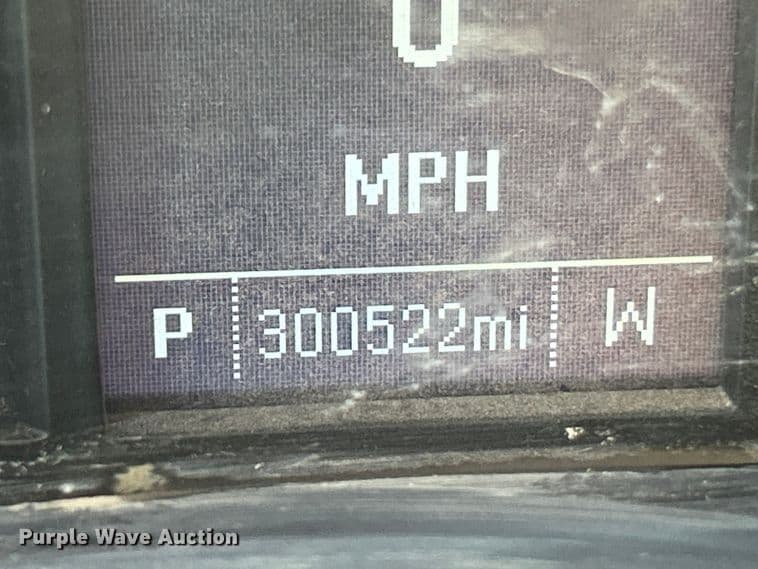 0
MPH
P 300522mi W
Purple Wave Auction